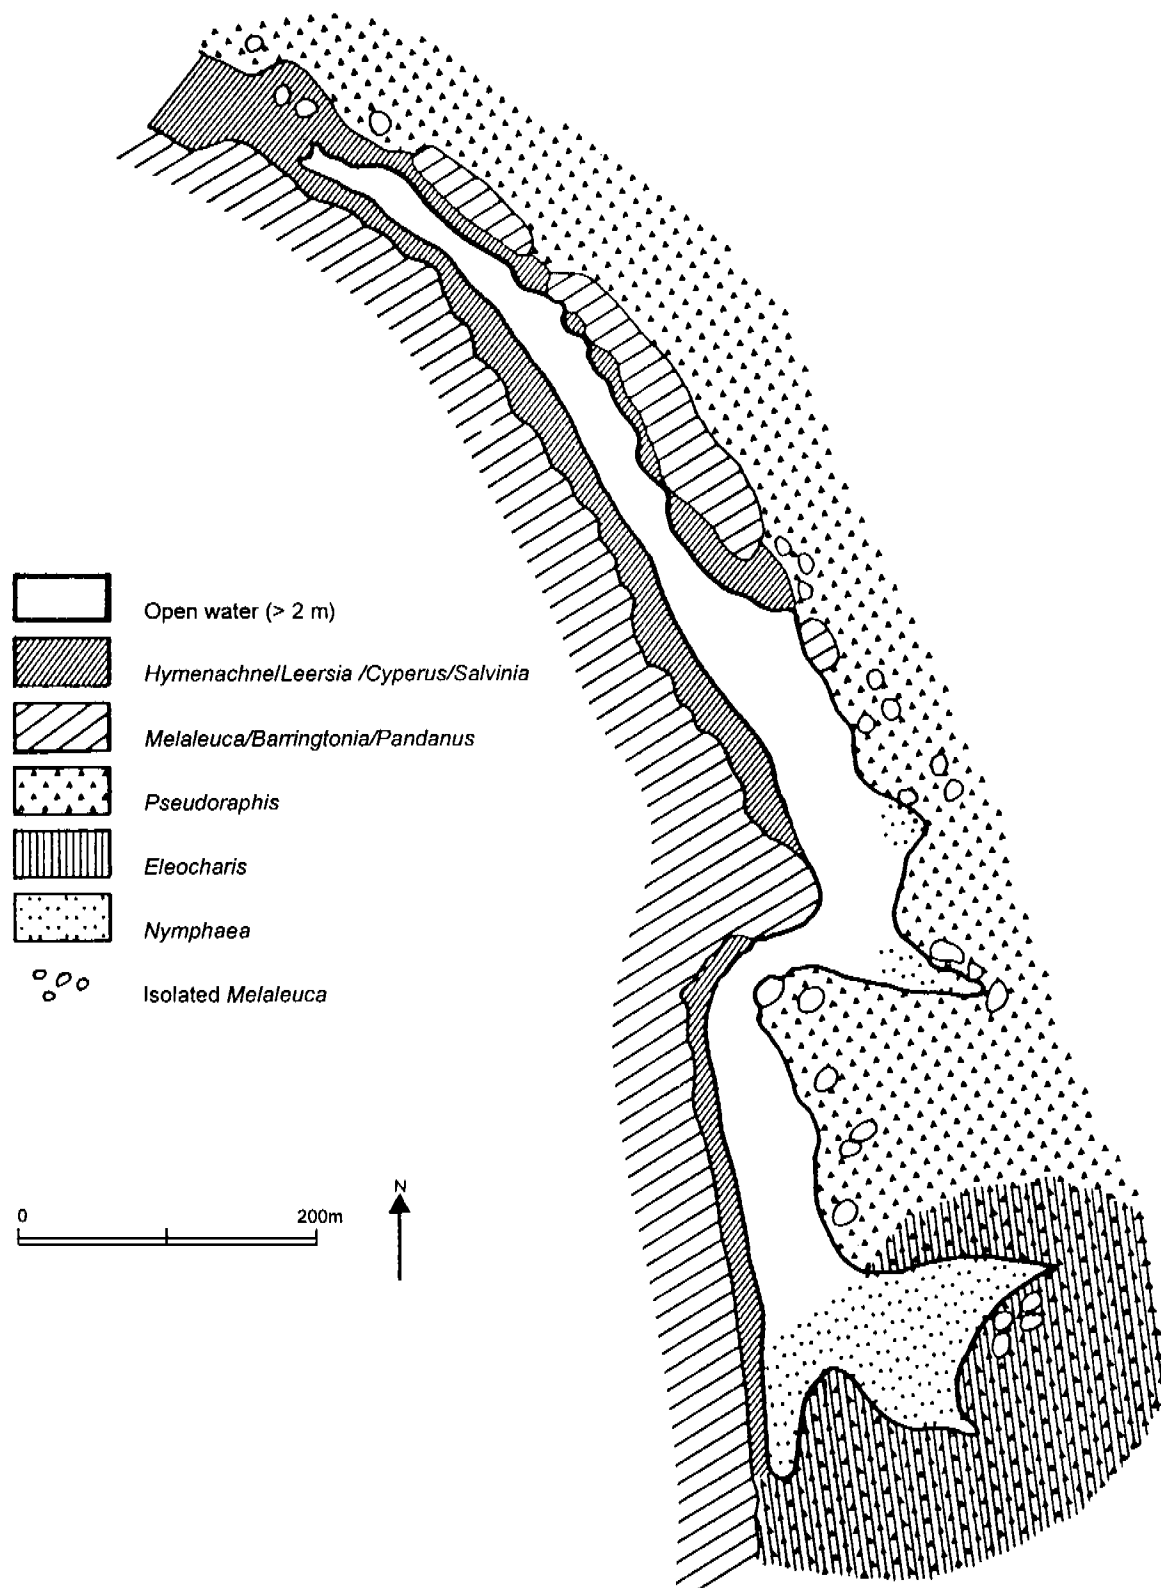 Open water (> 2 m)
Hymenachne/Leersia /Cyperus/Salvinia
Melaleuca/Barringtonia/Pandanus
Pseudoraphis
Eleocharis
Nymphaea
Isolated Melaleuca
N
0 200m